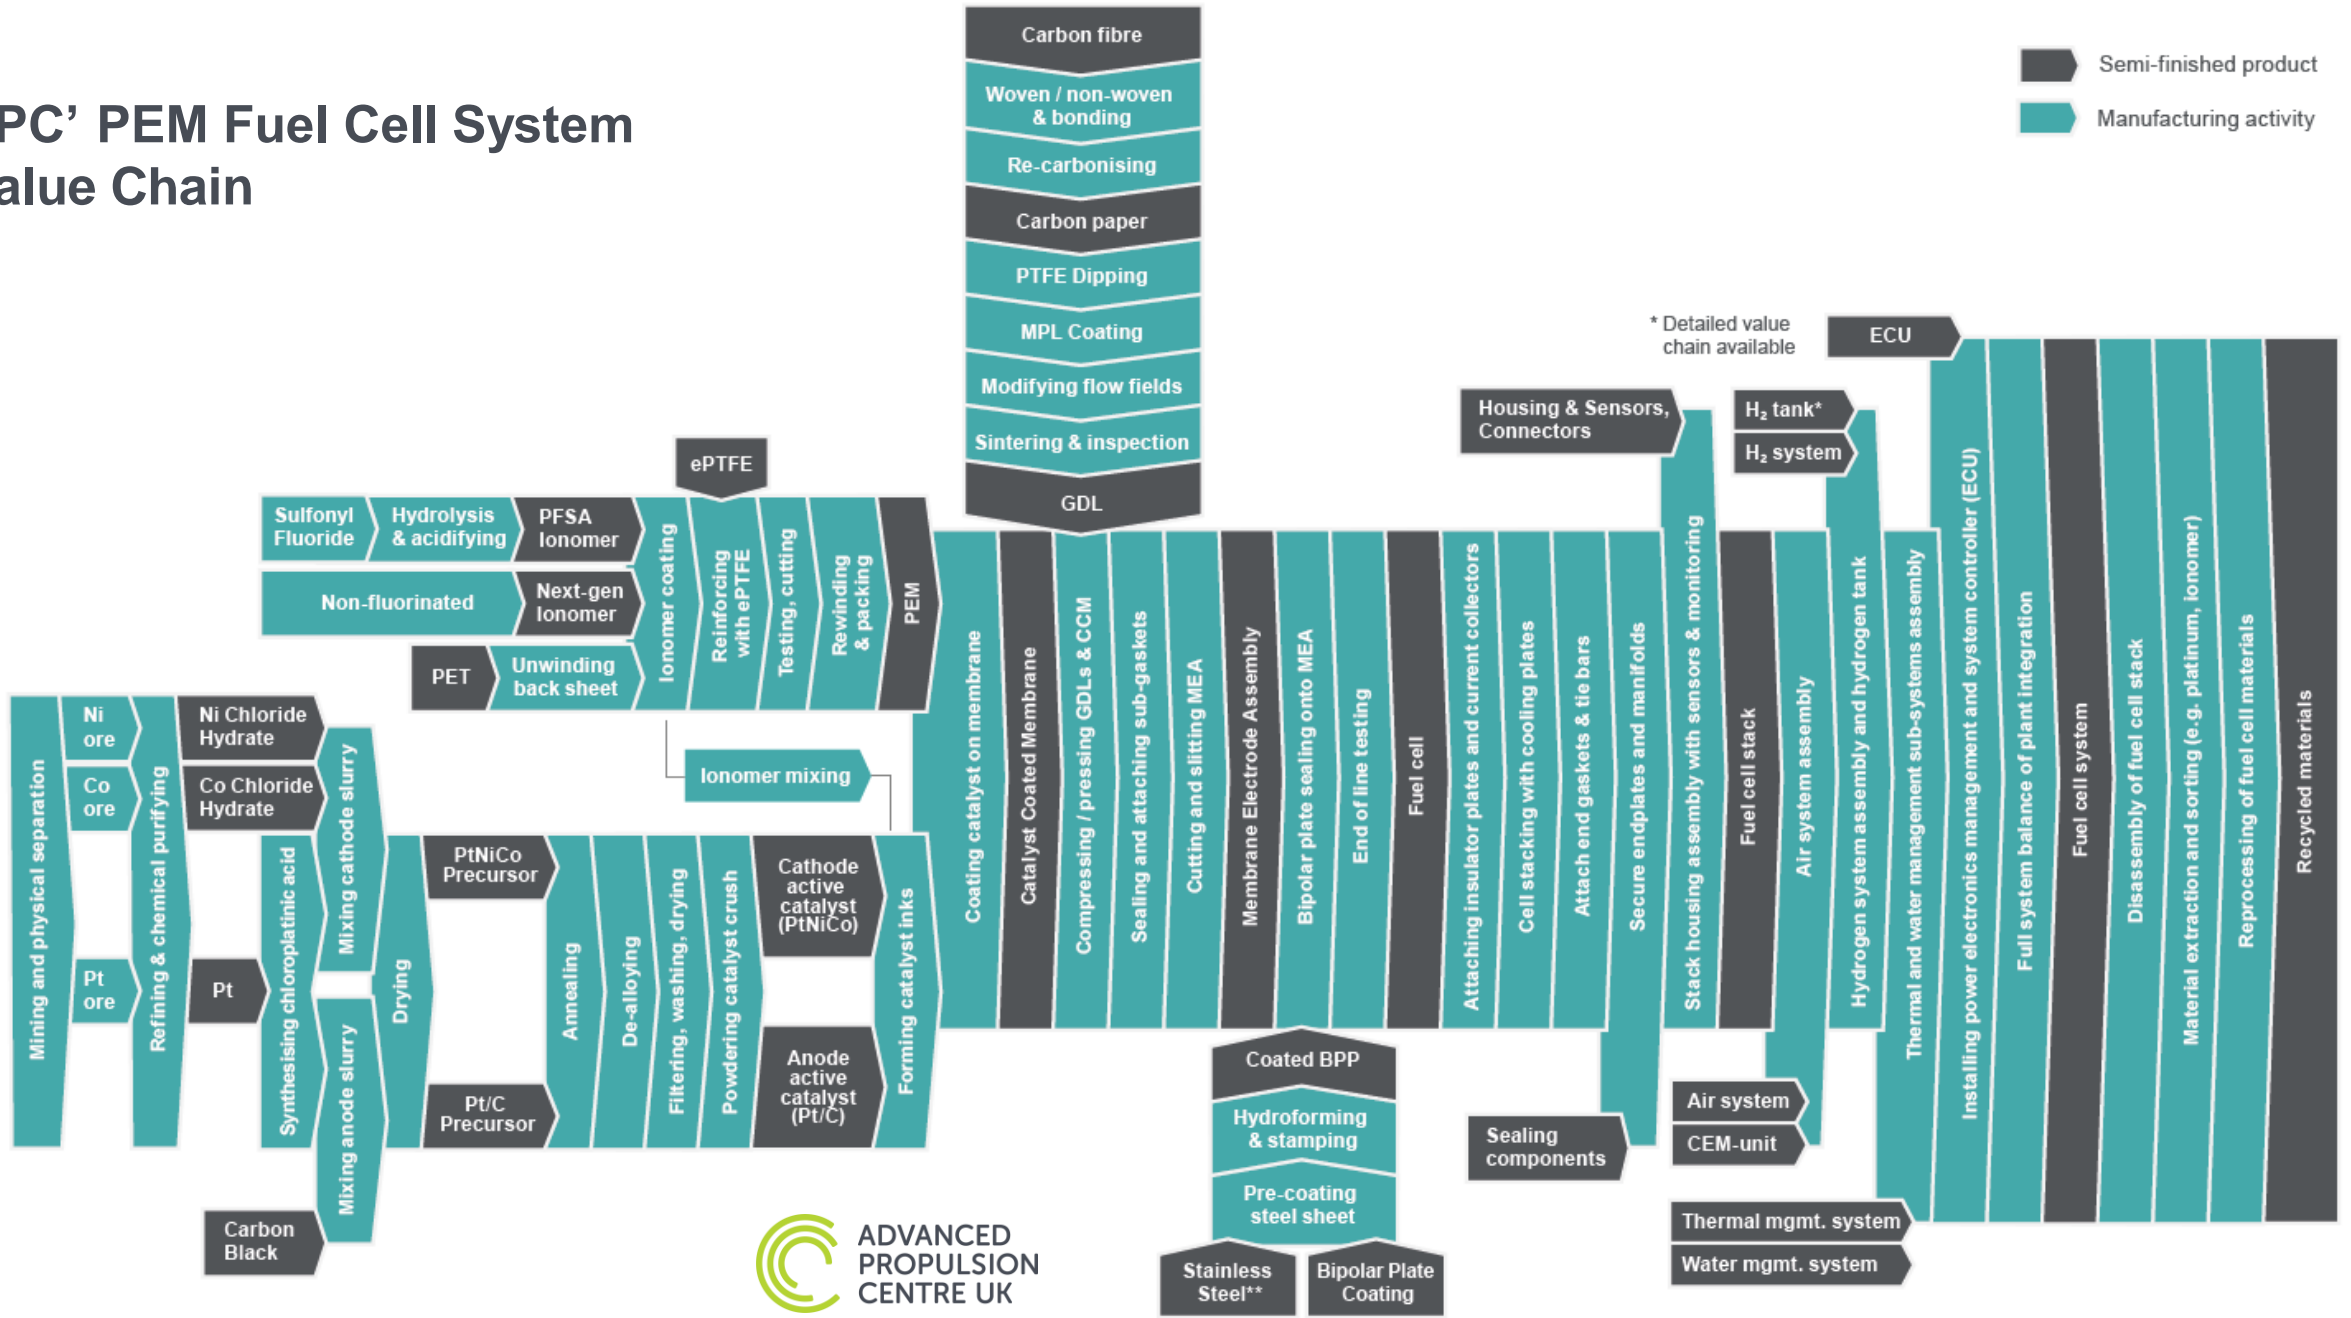 PC’ PEM Fuel Cell System
alue Chain
Semi-finished product
Manufacturing activity
Carbon fibre
Woven / non-woven
& bonding
Re-carbonising
Carbon paper
PTFE Dipping
MPL Coating
Modifying flow fields
Sintering & inspection
GDL
* Detailed value
chain available
ECU
Housing & Sensors,
Connectors
H₂ tank*
H₂ system
ePTFE
Sulfonyl
Fluoride
Hydrolysis
& acidifying
PFSA
Ionomer
Non-fluorinated
Next-gen
Ionomer
PET
Unwinding
back sheet
Ionomer coating
Reinforcing
with ePTFE
Testing, cutting
Rewinding
& packing
PEM
Ionomer mixing
Mining and physical separation
Ni
ore
Co
ore
Pt
ore
Refining & chemical purifying
Ni Chloride
Hydrate
Co Chloride
Hydrate
Pt
Synthesising chloroplatinic acid
Carbon
Black
Mixing cathode slurry
Mixing anode slurry
Drying
PtNiCo
Precursor
Pt/C
Precursor
Annealing
De-alloying
Filtering, washing, drying
Powdering catalyst crush
Cathode
active
catalyst
(PtNiCo)
Anode
active
catalyst
(Pt/C)
Forming catalyst inks
Coating catalyst on membrane
Catalyst Coated Membrane
Compressing / pressing GDLs & CCM
Sealing and attaching sub-gaskets
Cutting and slitting MEA
Membrane Electrode Assembly
Bipolar plate sealing onto MEA
End of line testing
Fuel cell
Attaching insulator plates and current collectors
Cell stacking with cooling plates
Attach end gaskets & tie bars
Secure endplates and manifolds
Stack housing assembly with sensors & monitoring
Fuel cell stack
Air system assembly
Hydrogen system assembly and hydrogen tank
Thermal and water management sub-systems assembly
Installing power electronics management and system controller (ECU)
Full system balance of plant integration
Fuel cell system
Disassembly of fuel cell stack
Material extraction and sorting (e.g. platinum, ionomer)
Reprocessing of fuel cell materials
Recycled materials
Coated BPP
Hydroforming
& stamping
Pre-coating
steel sheet
Stainless
Steel**
Bipolar Plate
Coating
Sealing
components
Air system
CEM-unit
Thermal mgmt. system
Water mgmt. system
ADVANCED
PROPULSION
CENTRE UK